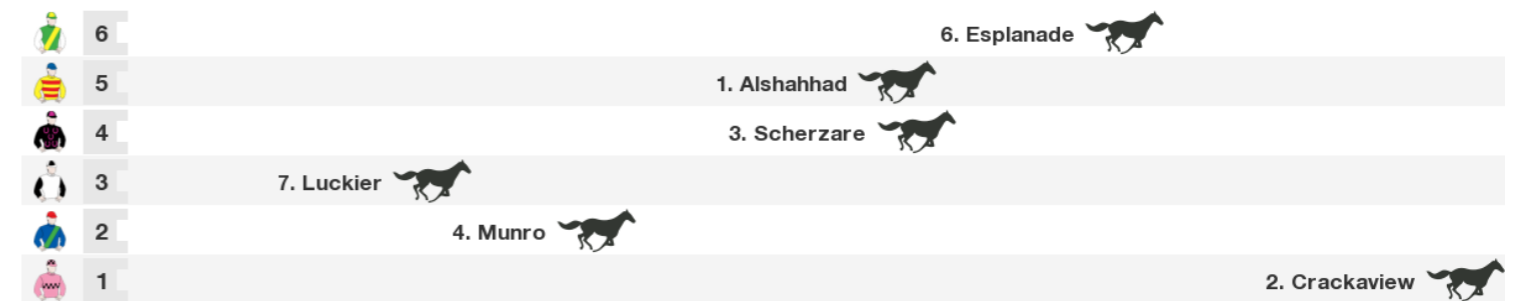 6 6. Esplanade
5 1. Alshahhad
4 3. Scherzare
3 7. Luckier
2 4. Munro
1 2. Crackaview